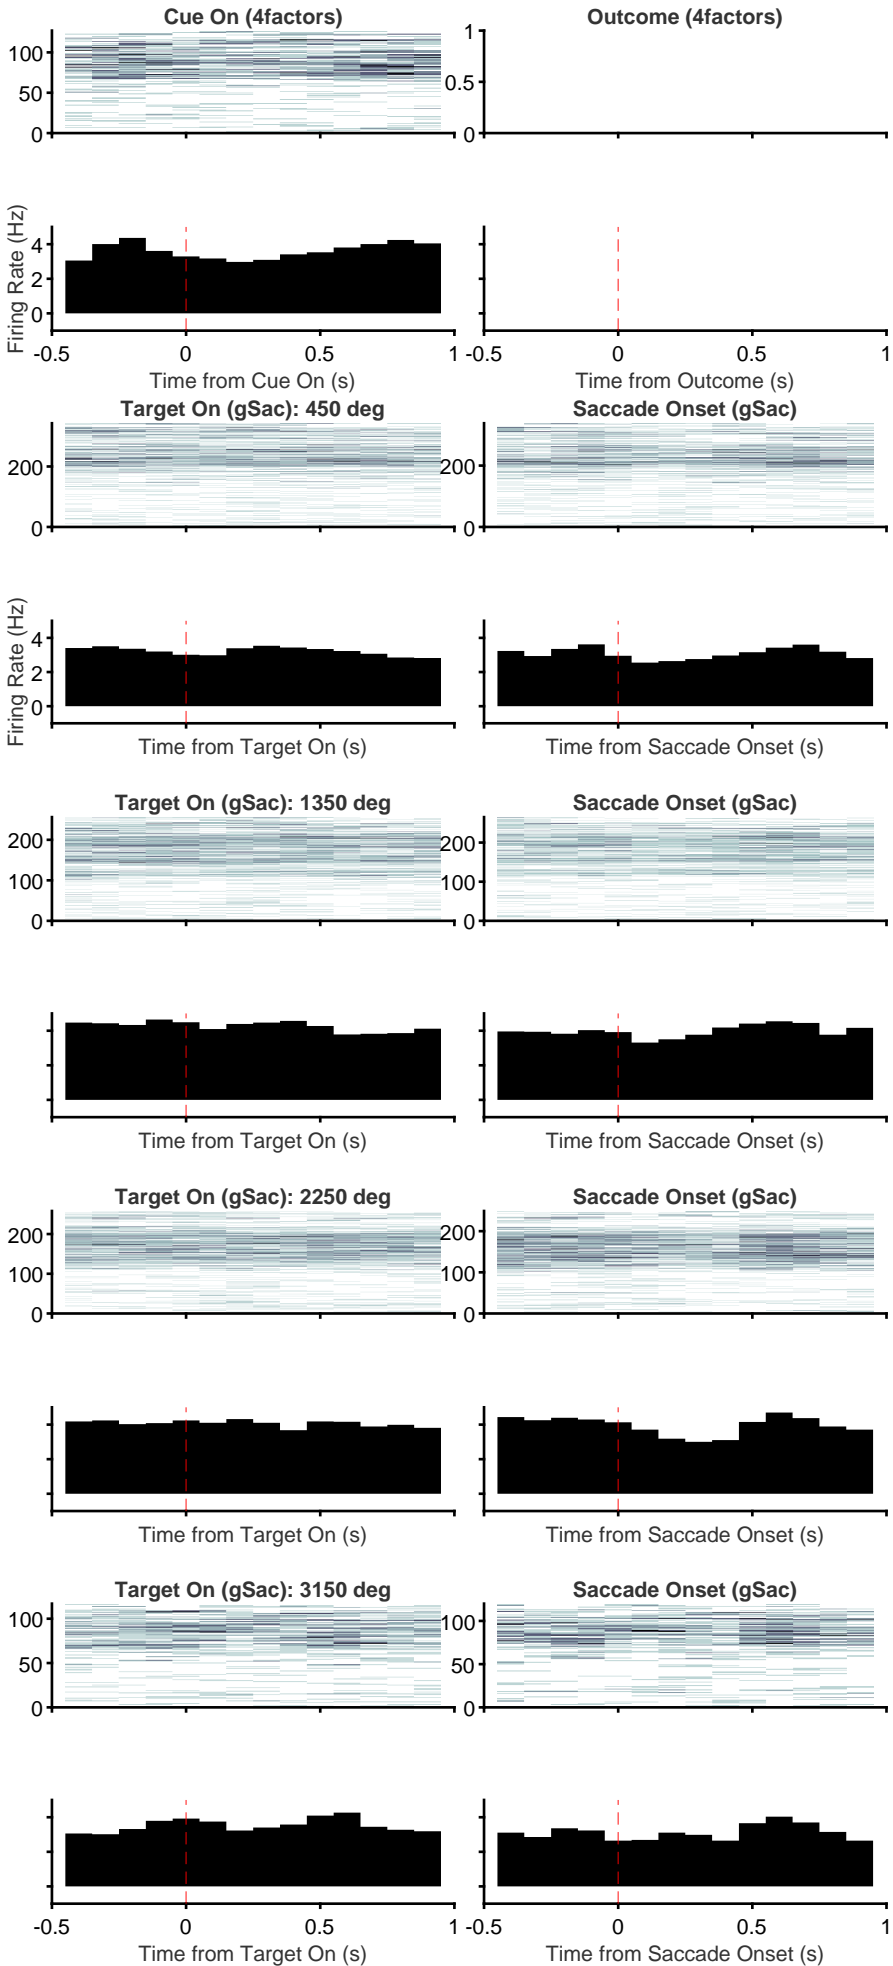 Cue On (4factors)
Outcome (4factors)
100
50
0
1
0.5
0
Firing Rate (Hz)
4
2
0
-0.5 0 0.5 1
-0.5 0 0.5 1
Time from Cue On (s)
Time from Outcome (s)
Target On (gSac): 450 deg
Saccade Onset (gSac)
200
0
200
0
Firing Rate (Hz)
4
2
0
Time from Target On (s)
Time from Saccade Onset (s)
Target On (gSac): 1350 deg
Saccade Onset (gSac)
200
100
0
200
100
0
Time from Target On (s)
Time from Saccade Onset (s)
Target On (gSac): 2250 deg
Saccade Onset (gSac)
200
100
0
200
100
0
Time from Target On (s)
Time from Saccade Onset (s)
Target On (gSac): 3150 deg
Saccade Onset (gSac)
100
50
0
100
50
0
-0.5 0 0.5 1
-0.5 0 0.5 1
Time from Target On (s)
Time from Saccade Onset (s)